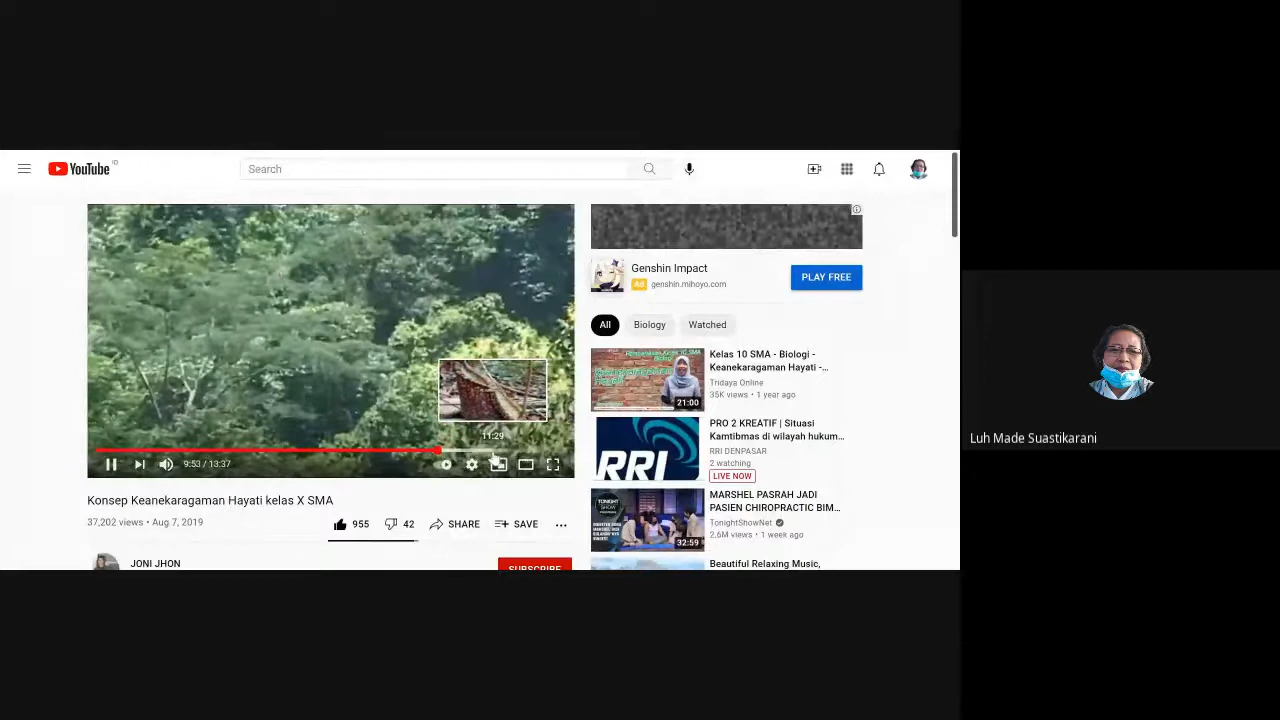 YouTube ID
Search
11:29
9:53 / 13:37
Konsep Keanekaragaman Hayati kelas X SMA
37,202 views • Aug 7, 2019
955
42
SHARE
SAVE
JONI JHON
SUBSCRIBE
Genshin Impact
Ad genshin.mihoyo.com
PLAY FREE
All
Biology
Watched
21:00
Kelas 10 SMA - Biologi -
Keanekaragaman Hayati -...
Tridaya Online
35K views • 1 year ago
RRI
PRO 2 KREATIF | Situasi
Kamtibmas di wilayah hukum...
RRI DENPASAR
2 watching
LIVE NOW
TONIGHT
SHOW
32:59
MARSHEL PASRAH JADI
PASIEN CHIROPRACTIC BIM...
TonightShowNet
2.6M views • 1 week ago
Beautiful Relaxing Music,
Luh Made Suastikarani